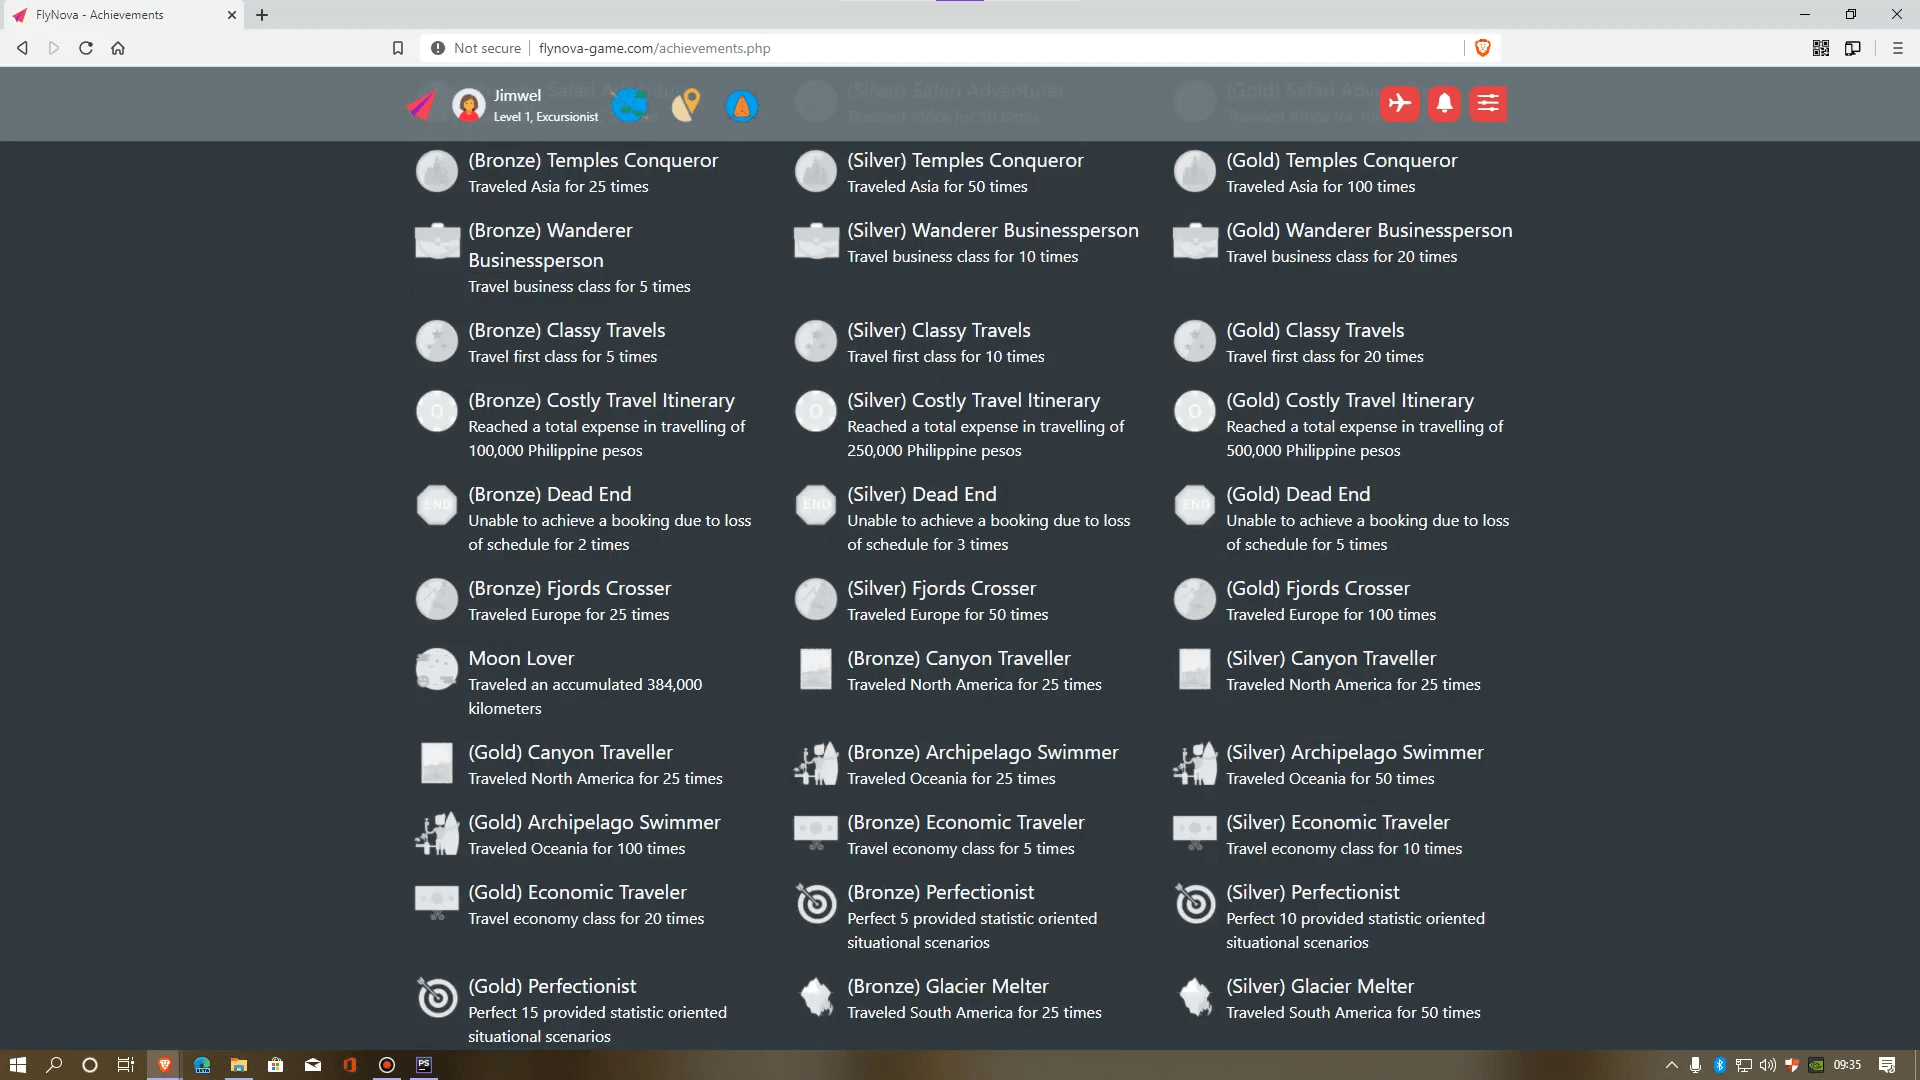 FlyNova - Achievements
Not secure
flynova-game.com/achievements.php
Jimwel
Level 1, Excursionist
Safari Adventurer
(Silver) Safari Adventurer
Traveled Africa for 50 times
(Gold) Safari
(Bronze) Temples Conqueror
Traveled Asia for 25 times
(Silver) Temples Conqueror
Traveled Asia for 50 times
(Gold) Temples Conqueror
Traveled Asia for 100 times
(Bronze) Wanderer
Businessperson
Travel business class for 5 times
(Silver) Wanderer Businessperson
Travel business class for 10 times
(Gold) Wanderer Businessperson
Travel business class for 20 times
(Bronze) Classy Travels
Travel first class for 5 times
(Silver) Classy Travels
Travel first class for 10 times
(Gold) Classy Travels
Travel first class for 20 times
(Bronze) Costly Travel Itinerary
Reached a total expense in travelling of
100,000 Philippine pesos
(Silver) Costly Travel Itinerary
Reached a total expense in travelling of
250,000 Philippine pesos
(Gold) Costly Travel Itinerary
Reached a total expense in travelling of
500,000 Philippine pesos
END
(Bronze) Dead End
Unable to achieve a booking due to loss
of schedule for 2 times
END
(Silver) Dead End
Unable to achieve a booking due to loss
of schedule for 3 times
END
(Gold) Dead End
Unable to achieve a booking due to loss
of schedule for 5 times
(Bronze) Fjords Crosser
Traveled Europe for 25 times
(Silver) Fjords Crosser
Traveled Europe for 50 times
(Gold) Fjords Crosser
Traveled Europe for 100 times
Moon Lover
Traveled an accumulated 384,000
kilometers
(Bronze) Canyon Traveller
Traveled North America for 25 times
(Silver) Canyon Traveller
Traveled North America for 25 times
(Gold) Canyon Traveller
Traveled North America for 25 times
(Bronze) Archipelago Swimmer
Traveled Oceania for 25 times
(Silver) Archipelago Swimmer
Traveled Oceania for 50 times
(Gold) Archipelago Swimmer
Traveled Oceania for 100 times
(Bronze) Economic Traveler
Travel economy class for 5 times
(Silver) Economic Traveler
Travel economy class for 10 times
(Gold) Economic Traveler
Travel economy class for 20 times
(Bronze) Perfectionist
Perfect 5 provided statistic oriented
situational scenarios
(Silver) Perfectionist
Perfect 10 provided statistic oriented
situational scenarios
(Gold) Perfectionist
Perfect 15 provided statistic oriented
situational scenarios
(Bronze) Glacier Melter
Traveled South America for 25 times
(Silver) Glacier Melter
Traveled South America for 50 times
PS
09:35